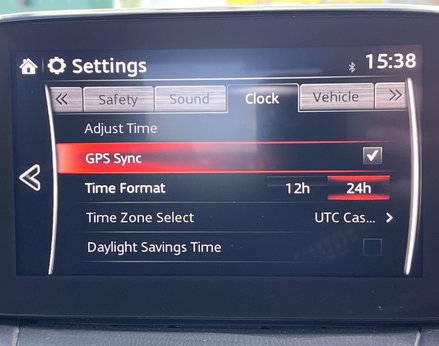 Settings 15:38
Safety Sound Clock Vehicle
Adjust Time
GPS Sync
Time Format 12h 24h
Time Zone Select UTC Cas...
Daylight Savings Time